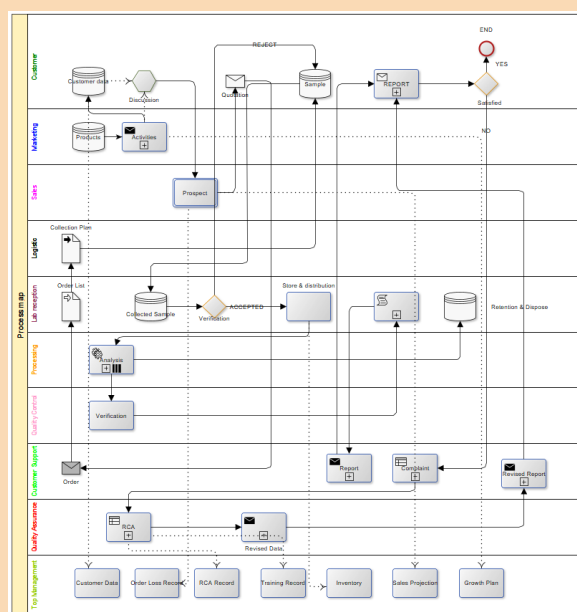 Process map
Customer
Marketing
Sales
Logistic
Lab reception
Processing
Quality Control
Customer Support
Quality Assurance
Top Management
END
REJECT
YES
Customer data
Discussion
Quotation
Sample
REPORT
Satisfied
NO
Products
Activities
Prospect
Collection Plan
Order List
Store & distribution
Collected Sample
ACCEPTED
Verification
Retention & Dispose
Analysis
Verification
Order
Report
Complaint
Revised Report
RCA
Revised Data
Customer Data
Order Loss Record
RCA Record
Training Record
Inventory
Sales Projection
Growth Plan